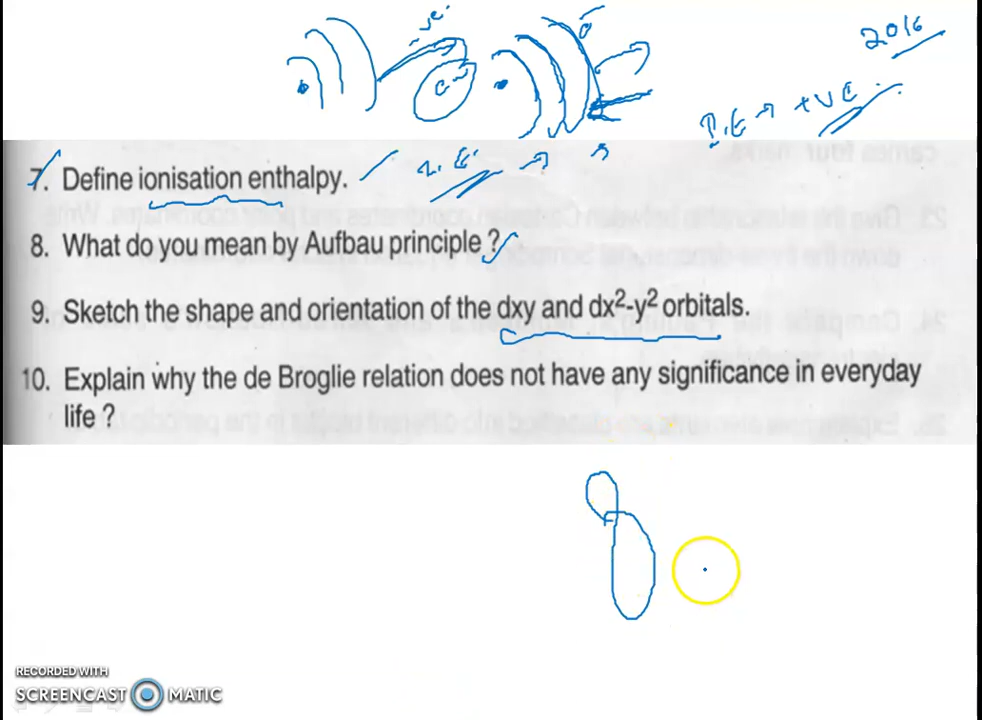 2016
I.E → +VE
7. Define ionisation enthalpy.
8. What do you mean by Aufbau principle ?
9. Sketch the shape and orientation of the dxy and dx²-y² orbitals.
10. Explain why the de Broglie relation does not have any significance in everyday
life ?
RECORDED WITH
SCREENCAST MATIC